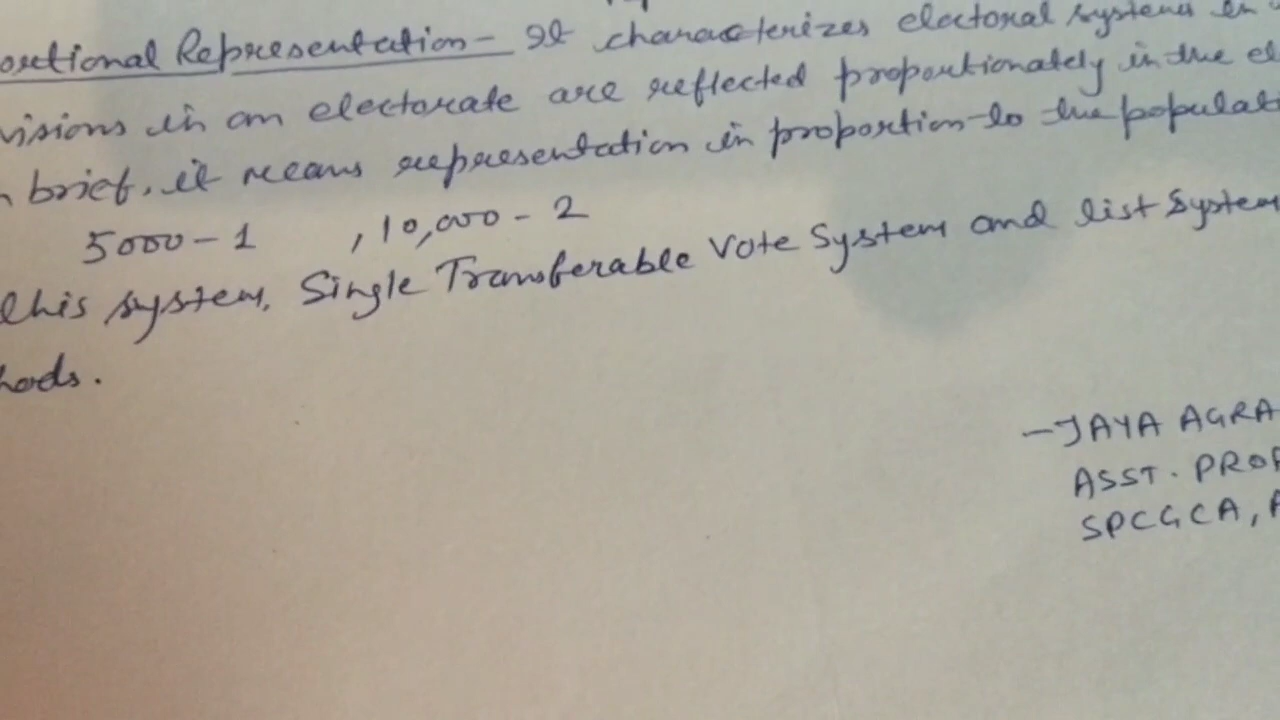 ortional Representation - It characterizes electoral systems in
visions in an electorate are reflected proportionately in the el
brief, it means representation in proportion to the populati
5000 - 1 , 10,000 - 2
this system, Single Transferable Vote System and list System
hods.
- JAYA AGRA
ASST. PROF
SPCGCA, A